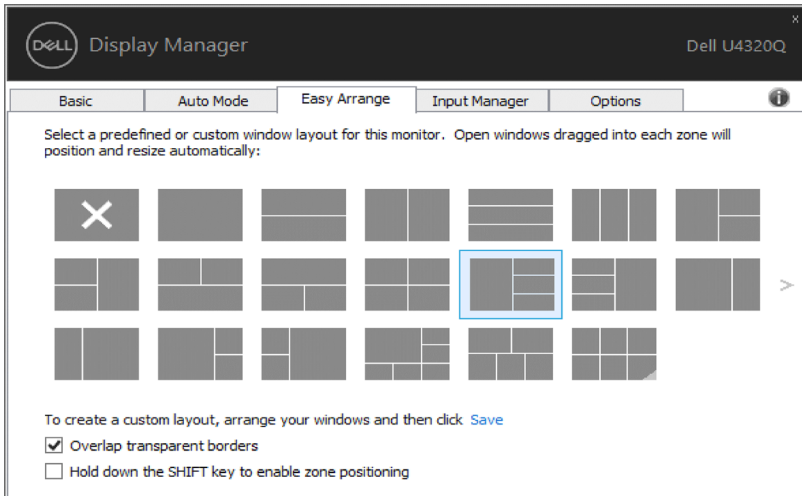 x
DELL Display Manager Dell U4320Q
Basic Auto Mode Easy Arrange Input Manager Options i
Select a predefined or custom window layout for this monitor. Open windows dragged into each zone will
position and resize automatically:
>
To create a custom layout, arrange your windows and then click Save
Overlap transparent borders
Hold down the SHIFT key to enable zone positioning